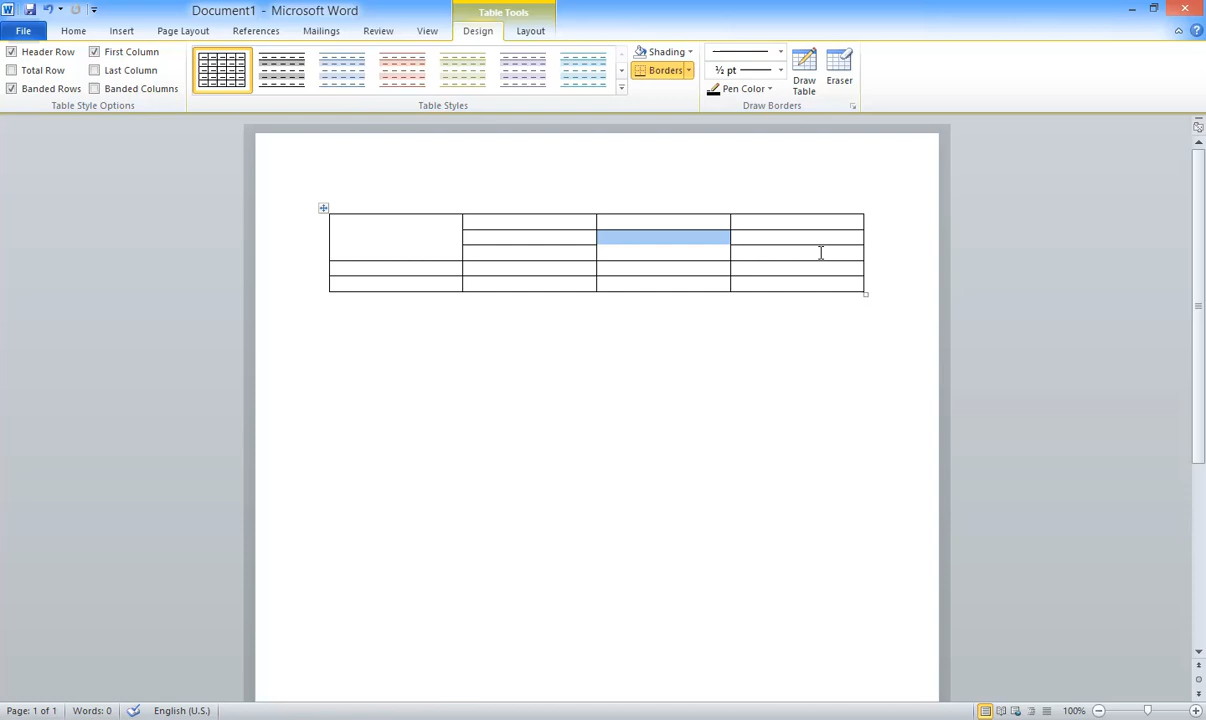 Document1 - Microsoft Word
Table Tools
File Home Insert Page Layout References Mailings Review View Design Layout
Header Row First Column Shading
Total Row Last Column Borders ½ pt Draw Table Eraser
Banded Rows Banded Columns Pen Color
Table Style Options Table Styles Draw Borders
Page: 1 of 1 Words: 0 English (U.S.) 100%